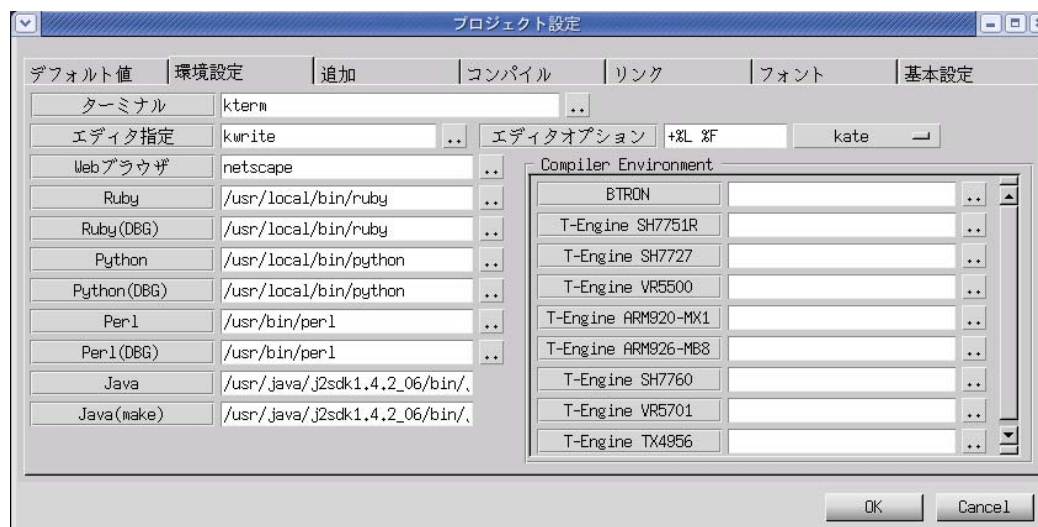 プロジェクト設定
デフォルト値 環境設定 追加 コンパイル リンク フォント 基本設定
ターミナル kterm ..
エディタ指定 kwrite .. エディタオプション +%L %F kate
Webブラウザ netscape ..
Ruby /usr/local/bin/ruby ..
Ruby(DBG) /usr/local/bin/ruby ..
Python /usr/local/bin/python ..
Python(DBG) /usr/local/bin/python ..
Perl /usr/bin/perl ..
Perl(DBG) /usr/bin/perl ..
Java /usr/java/j2sdk1.4.2_06/bin/
Java(make) /usr/java/j2sdk1.4.2_06/bin/
Compiler Environment
BTRON ..
T-Engine SH7751R ..
T-Engine SH7727 ..
T-Engine VR5500 ..
T-Engine ARM920-MX1 ..
T-Engine ARM926-MB8 ..
T-Engine SH7760 ..
T-Engine VR5701 ..
T-Engine TX4956 ..
OK Cancel